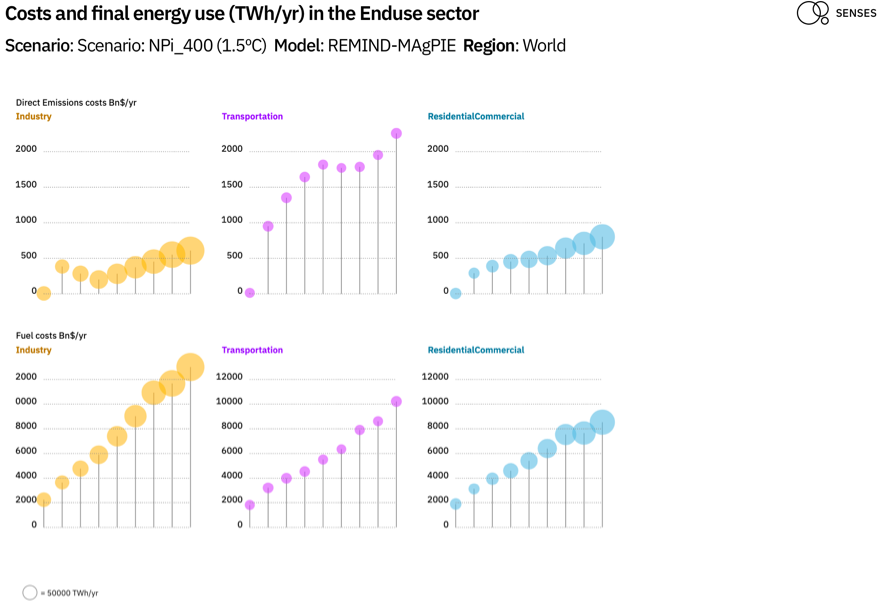 Costs and final energy use (TWh/yr) in the Enduse sector
SENSES
Scenario: Scenario: NPi_400 (1.5ºC) Model: REMIND-MAgPIE Region: World
Direct Emissions costs Bn$/yr
Industry Transportation ResidentialCommercial
2000 2000 2000
1500 1500 1500
1000 1000 1000
500 500 500
0 0 0
Fuel costs Bn$/yr
Industry Transportation ResidentialCommercial
2000 12000 12000
0000 10000 10000
8000 8000 8000
6000 6000 6000
4000 4000 4000
2000 2000 2000
0 0 0
= 50000 TWh/yr